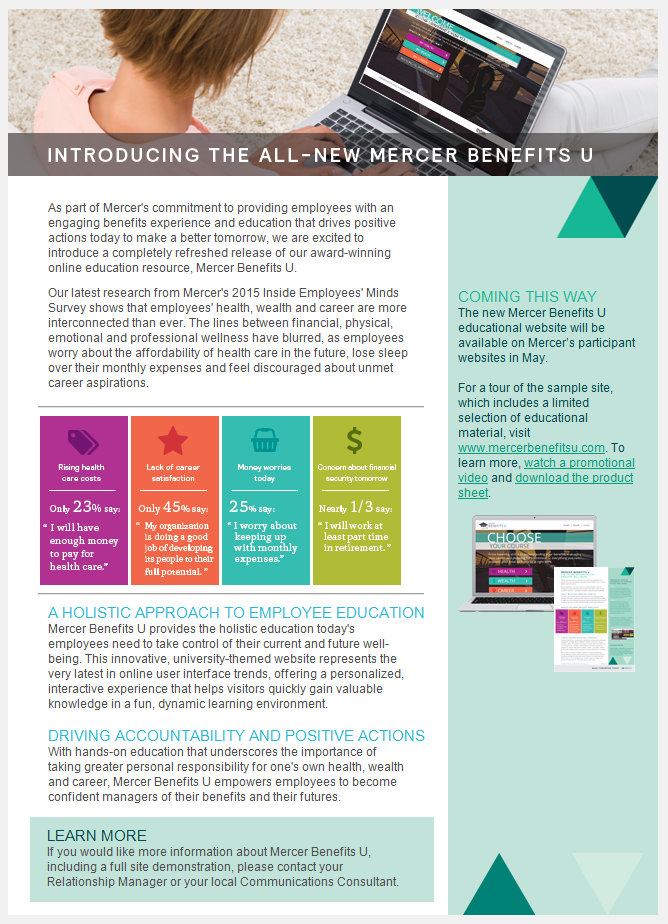 WELCOME
INTRODUCING THE ALL-NEW MERCER BENEFITS U
As part of Mercer's commitment to providing employees with an
engaging benefits experience and education that drives positive
actions today to make a better tomorrow, we are excited to
introduce a completely refreshed release of our award-winning
online education resource, Mercer Benefits U.
Our latest research from Mercer's 2015 Inside Employees' Minds
Survey shows that employees' health, wealth and career are more
interconnected than ever. The lines between financial, physical,
emotional and professional wellness have blurred, as employees
worry about the affordability of health care in the future, lose sleep
over their monthly expenses and feel discouraged about unmet
career aspirations.
Rising health
care costs
Only 23% say:
“ I will have
enough money
to pay for
health care.”
Lack of career
satisfaction
Only 45% say:
“ My organization
is doing a good
job of developing
its people to their
full potential. ”
Money worries
today
25% say:
“ I worry about
keeping up
with monthly
expenses.”
Concern about financial
security tomorrow
Nearly 1/3 say:
“ I will work at
least part time
in retirement. ”
A HOLISTIC APPROACH TO EMPLOYEE EDUCATION
Mercer Benefits U provides the holistic education today's
employees need to take control of their current and future well-
being. This innovative, university-themed website represents the
very latest in online user interface trends, offering a personalized,
interactive experience that helps visitors quickly gain valuable
knowledge in a fun, dynamic learning environment.
DRIVING ACCOUNTABILITY AND POSITIVE ACTIONS
With hands-on education that underscores the importance of
taking greater personal responsibility for one's own health, wealth
and career, Mercer Benefits U empowers employees to become
confident managers of their benefits and their futures.
LEARN MORE
If you would like more information about Mercer Benefits U,
including a full site demonstration, please contact your
Relationship Manager or your local Communications Consultant.
COMING THIS WAY
The new Mercer Benefits U
educational website will be
available on Mercer's participant
websites in May.
For a tour of the sample site,
which includes a limited
selection of educational
material, visit
www.mercerbenefitsu.com. To
learn more, watch a promotional
video and download the product
sheet.
CHOOSE
YOUR COURSE
HEALTH
WEALTH
CAREER